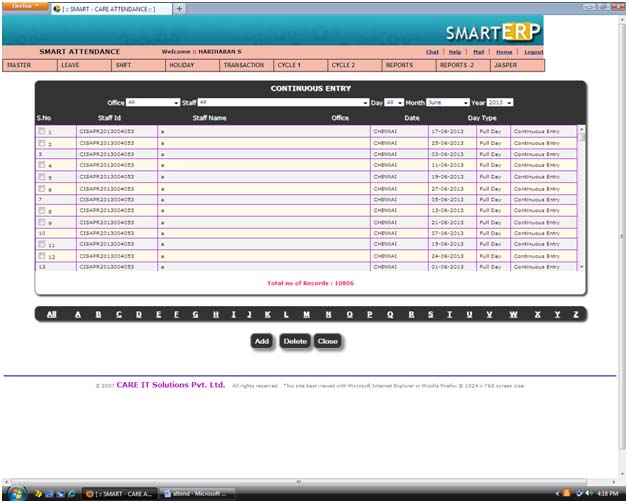 Firefox
[ :: SMART - CARE ATTENDANCE :: ]
SMARTERP
SMART ATTENDANCE Welcome :: HARIHARAN S Chat | Help | Mail | Home | Logout
MASTER LEAVE SHIFT HOLIDAY TRANSACTION CYCLE 1 CYCLE 2 REPORTS REPORTS -2 JASPER
CONTINUOUS ENTRY
Office All Staff All Day All Month June Year 2013
S.No Staff Id Staff Name Office Date Day Type
1 CISAPR2013004053 a CHENNAI 17-06-2013 Full Day Continuous Entry
2 CISAPR2013004053 a CHENNAI 25-06-2013 Full Day Continuous Entry
3 CISAPR2013004053 a CHENNAI 03-06-2013 Full Day Continuous Entry
4 CISAPR2013004053 a CHENNAI 11-06-2013 Full Day Continuous Entry
5 CISAPR2013004053 a CHENNAI 19-06-2013 Full Day Continuous Entry
6 CISAPR2013004053 a CHENNAI 27-06-2013 Full Day Continuous Entry
7 CISAPR2013004053 a CHENNAI 05-06-2013 Full Day Continuous Entry
8 CISAPR2013004053 a CHENNAI 13-06-2013 Full Day Continuous Entry
9 CISAPR2013004053 a CHENNAI 21-06-2013 Full Day Continuous Entry
10 CISAPR2013004053 a CHENNAI 07-06-2013 Full Day Continuous Entry
11 CISAPR2013004053 a CHENNAI 15-06-2013 Full Day Continuous Entry
12 CISAPR2013004053 a CHENNAI 24-06-2013 Full Day Continuous Entry
13 CISAPR2013004053 a CHENNAI 01-06-2013 Full Day Continuous Entry
Total no of Records : 10806
All A B C D E F G H I J K L M N O P Q R S T U V W X Y Z
Add Delete Close
© 2007 CARE IT Solutions Pvt. Ltd. All rights reserved. This site best viewed with Microsoft Internet Explorer or Mozilla Firefox @ 1024 x 768 screen size.
[ :: SMART - CARE A... attend - Microsoft ... 4:18 PM